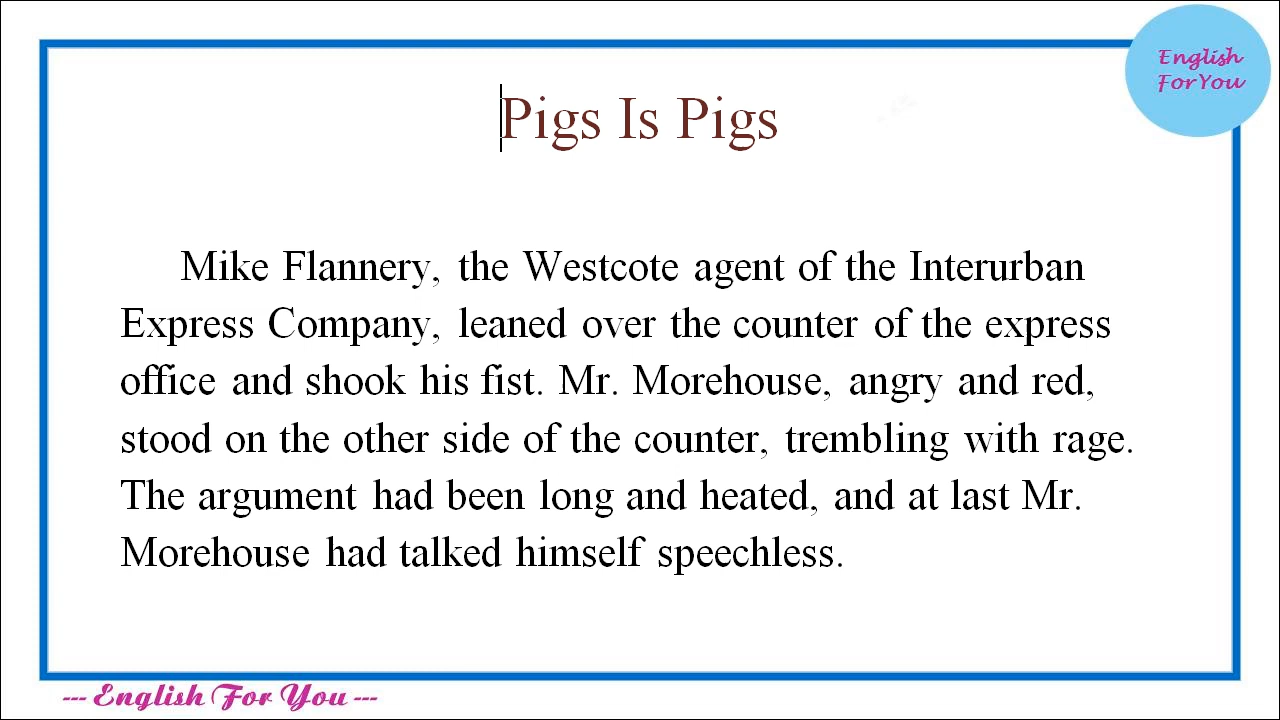 English
For You
Pigs Is Pigs
Mike Flannery, the Westcote agent of the Interurban
Express Company, leaned over the counter of the express
office and shook his fist. Mr. Morehouse, angry and red,
stood on the other side of the counter, trembling with rage.
The argument had been long and heated, and at last Mr.
Morehouse had talked himself speechless.
--- English For You ---